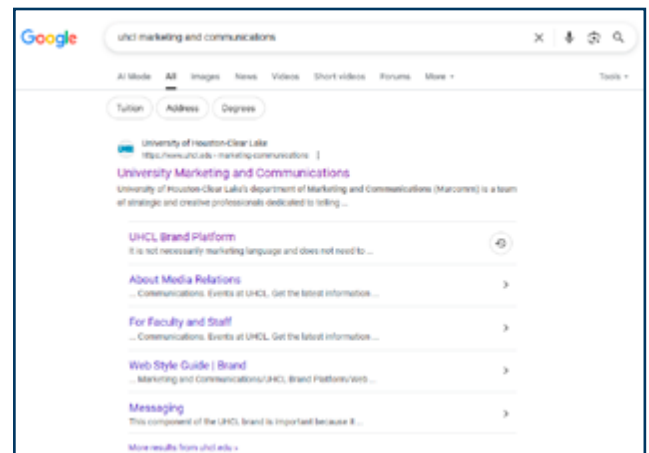 Google
uhcl marketing and communications
AI Mode All Images News Videos Short videos Forums More Tools
Tuition Address Degrees
University of Houston-Clear Lake
https://www.uhcl.edu › marketing-communications
University Marketing and Communications
University of Houston-Clear Lake's department of Marketing and Communications (Marcomm) is a team
of strategic and creative professionals dedicated to telling ...
UHCL Brand Platform
It is not necessarily marketing language and does not need to ...
About Media Relations
... Communications. Events at UHCL. Get the latest information ...
For Faculty and Staff
... Communications. Events at UHCL. Get the latest information ...
Web Style Guide | Brand
... Marketing and Communications/UHCL Brand Platform/Web ...
Messaging
This component of the UHCL brand is important because it ...
More results from uhcl.edu »